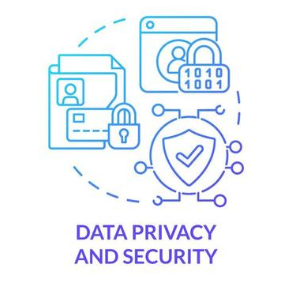 1010
1001
DATA PRIVACY
AND SECURITY